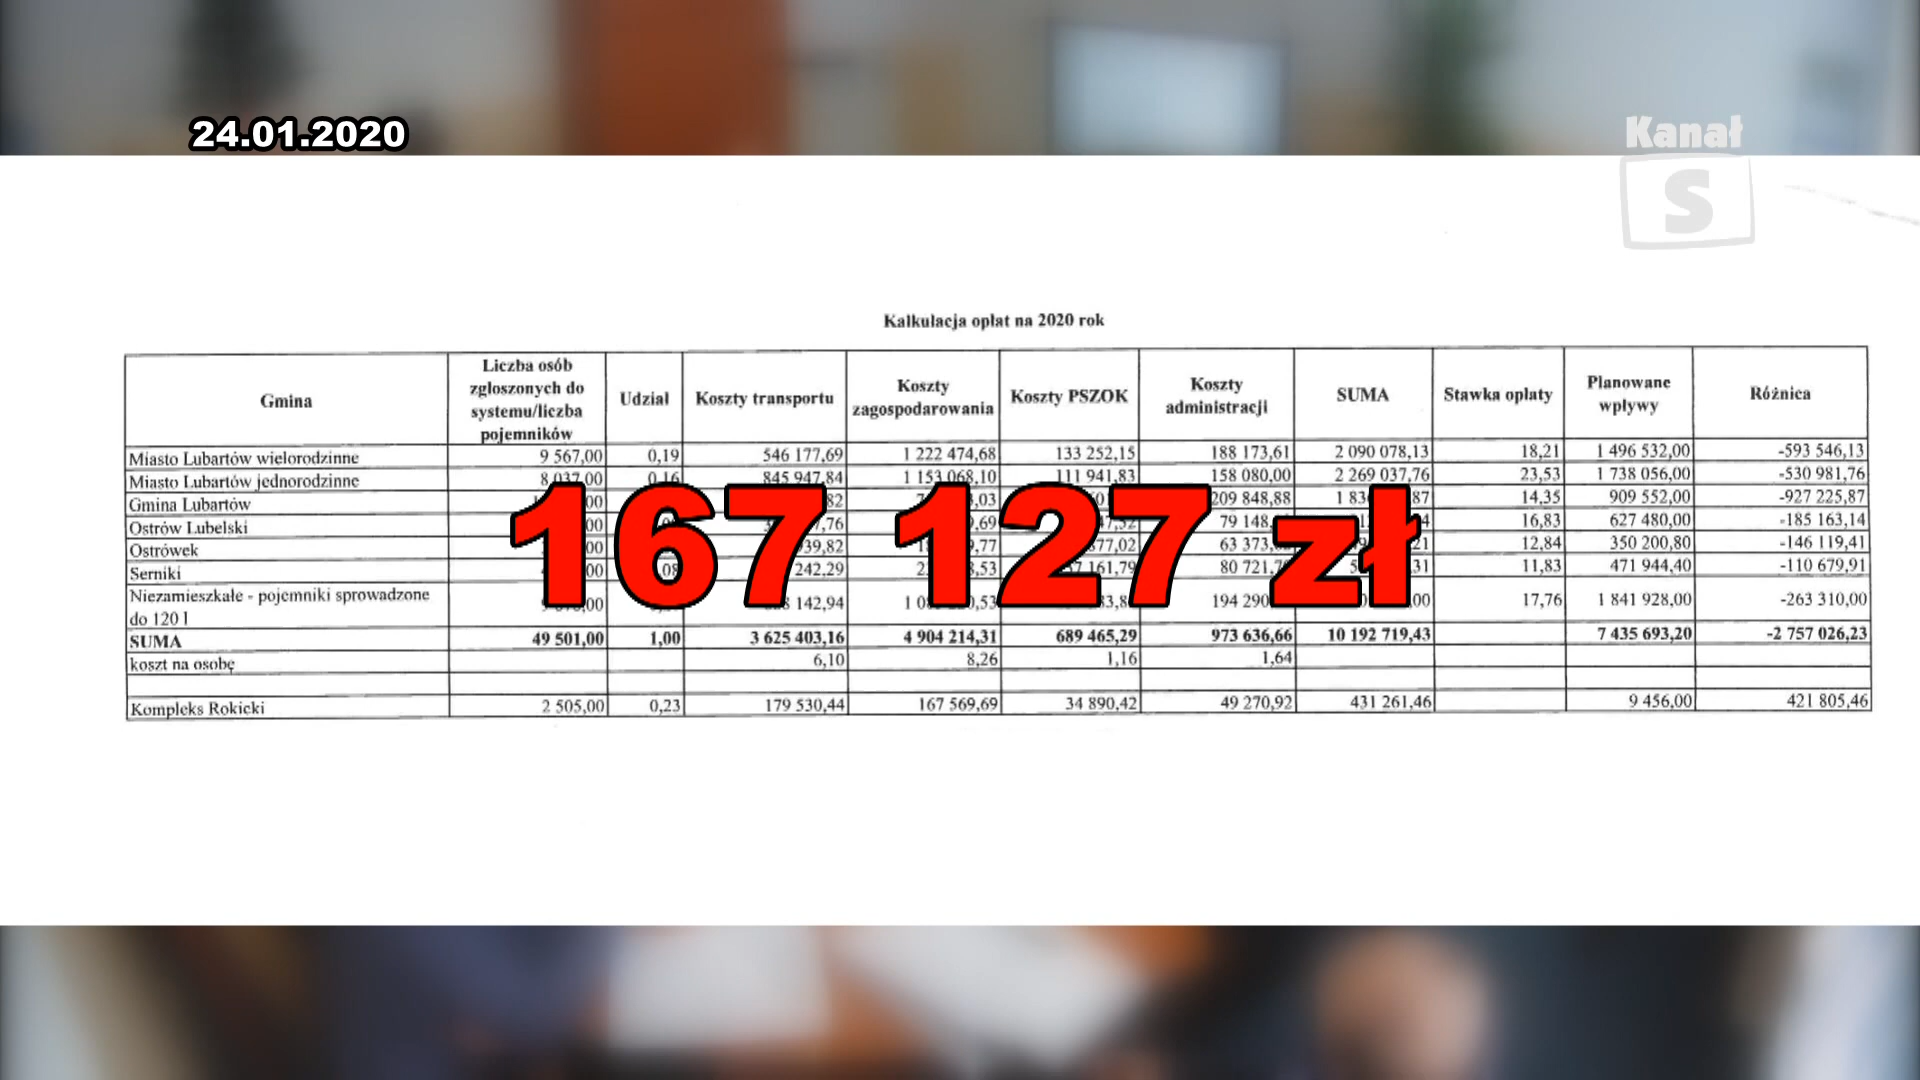 24.01.2020
Kanał
S
Kalkulacja opłat na 2020 rok
Gmina Liczba osób zgłoszonych do systemu/liczba pojemników Udział Koszty transportu Koszty zagospodarowania Koszty PSZOK Koszty administracji SUMA Stawka opłaty Planowane wpływy Różnica
Miasto Lubartów wielorodzinne 9 567,00 0,19 546 177,69 1 222 474,68 133 252,15 188 173,61 2 090 078,13 18,21 1 496 532,00 -593 546,13
Miasto Lubartów jednorodzinne 8 037,00 0,16 845 947,84 1 153 068,10 111 941,83 158 080,00 2 269 037,76 23,53 1 738 056,00 -530 981,76
Gmina Lubartów 209 848,88 14,35 909 552,00 -927 225,87
Ostrów Lubelski 16,83 627 480,00 -185 163,14
Ostrówek 12,84 350 200,80 -146 119,41
Serniki 11,83 471 944,40 -110 679,91
Niezamieszkałe - pojemniki sprowadzone
do 120 l 17,76 1 841 928,00 -263 310,00
167 127 zł
SUMA 49 501,00 1,00 3 625 403,16 4 904 214,31 689 465,29 973 636,66 10 192 719,43 7 435 693,20 -2 757 026,23
koszt na osobę 6,10 8,26 1,16 1,64
Kompleks Rokicki 2 505,00 0,23 179 530,44 167 569,69 34 890,42 49 270,92 431 261,46 9 456,00 421 805,46